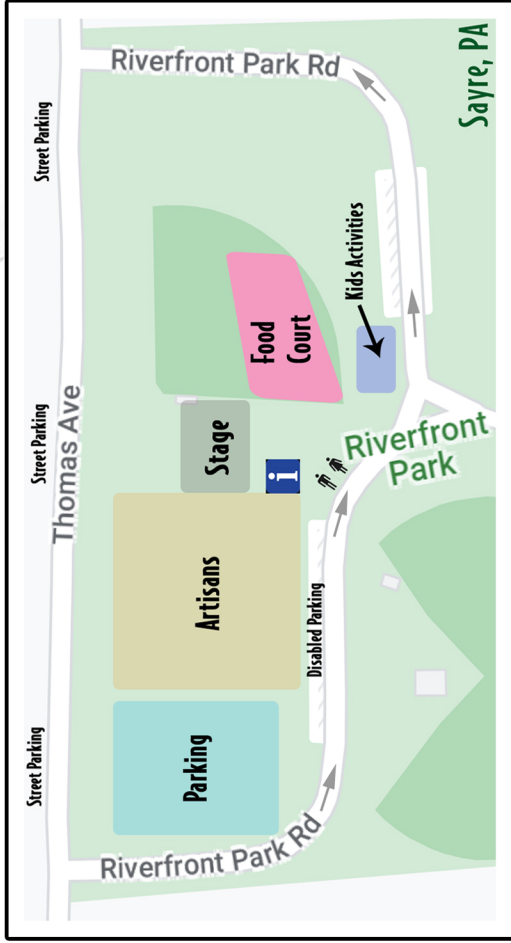 Street Parking
Street Parking
Street Parking
Thomas Ave
Riverfront Park Rd
Riverfront Park Rd
Parking
Artisans
Stage
i
Food
Court
Kids Activities
Disabled Parking
Riverfront
Park
Sayre, PA